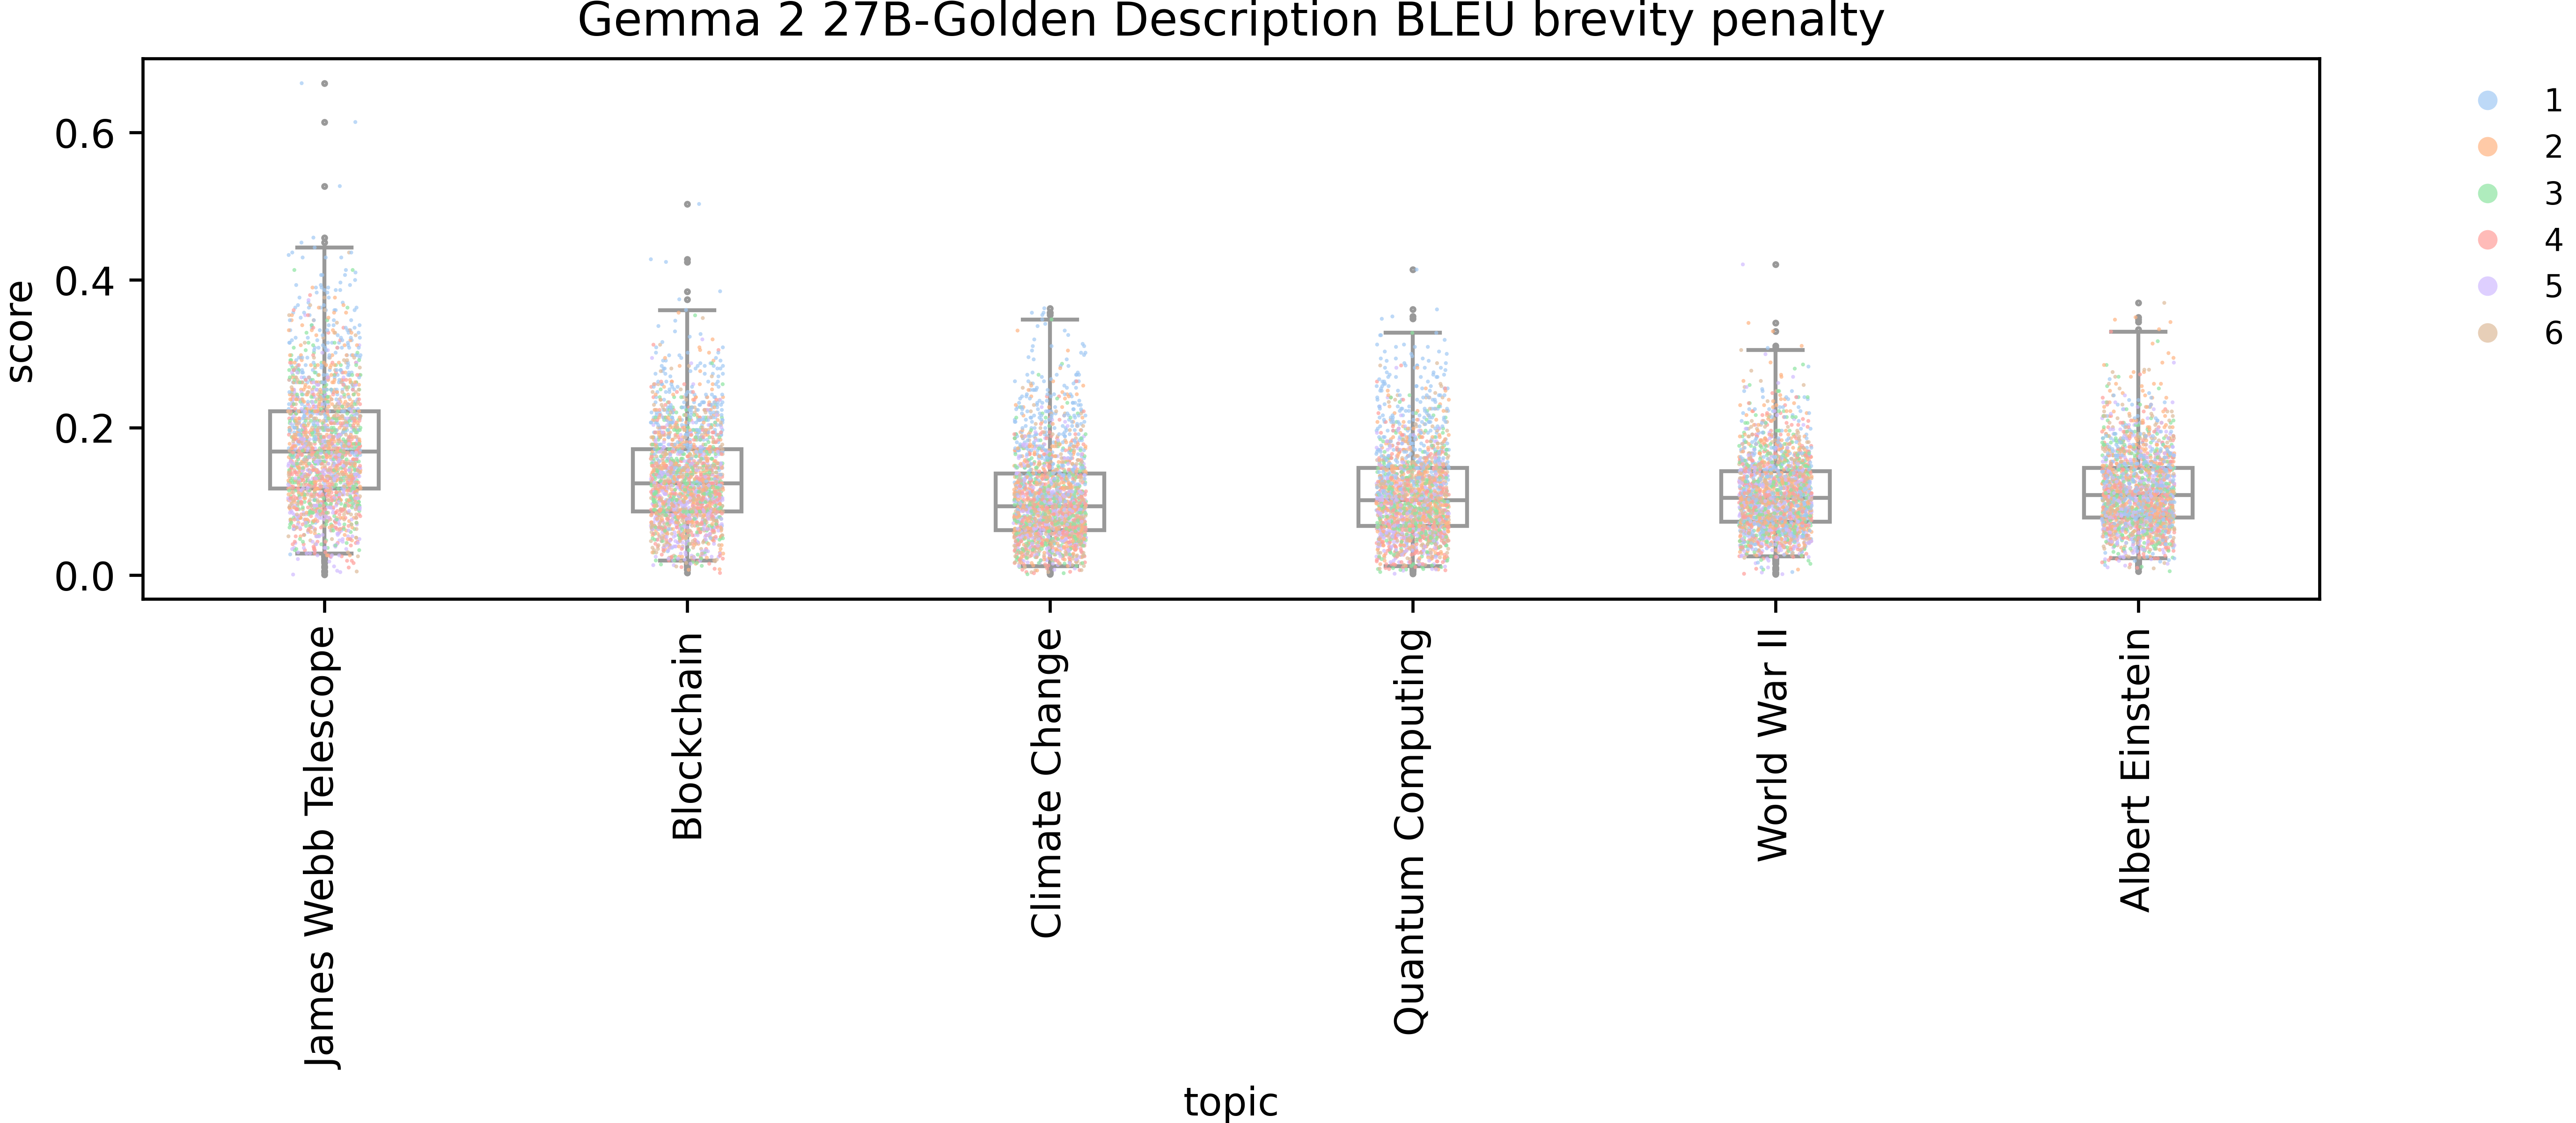 Gemma 2 27B-Golden Description BLEU brevity penalty
score
0.6
0.4
0.2
0.0
James Webb Telescope
Blockchain
Climate Change
Quantum Computing
World War II
Albert Einstein
topic
1
2
3
4
5
6